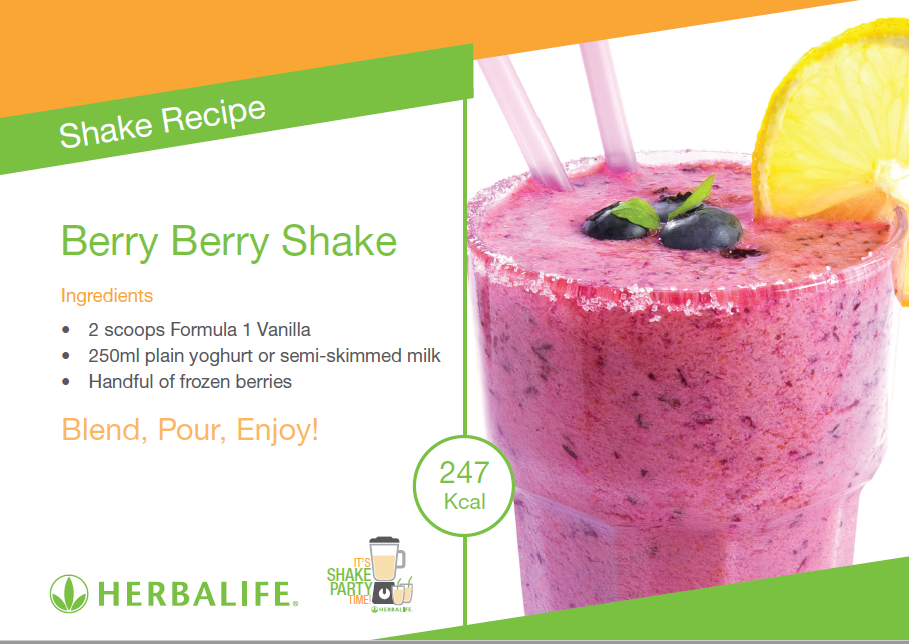 Shake Recipe
Berry Berry Shake
Ingredients
• 2 scoops Formula 1 Vanilla
• 250ml plain yoghurt or semi-skimmed milk
• Handful of frozen berries
Blend, Pour, Enjoy!
247
Kcal
HERBALIFE®
IT'S
SHAKE
PARTY
TIME!
HERBALIFE.